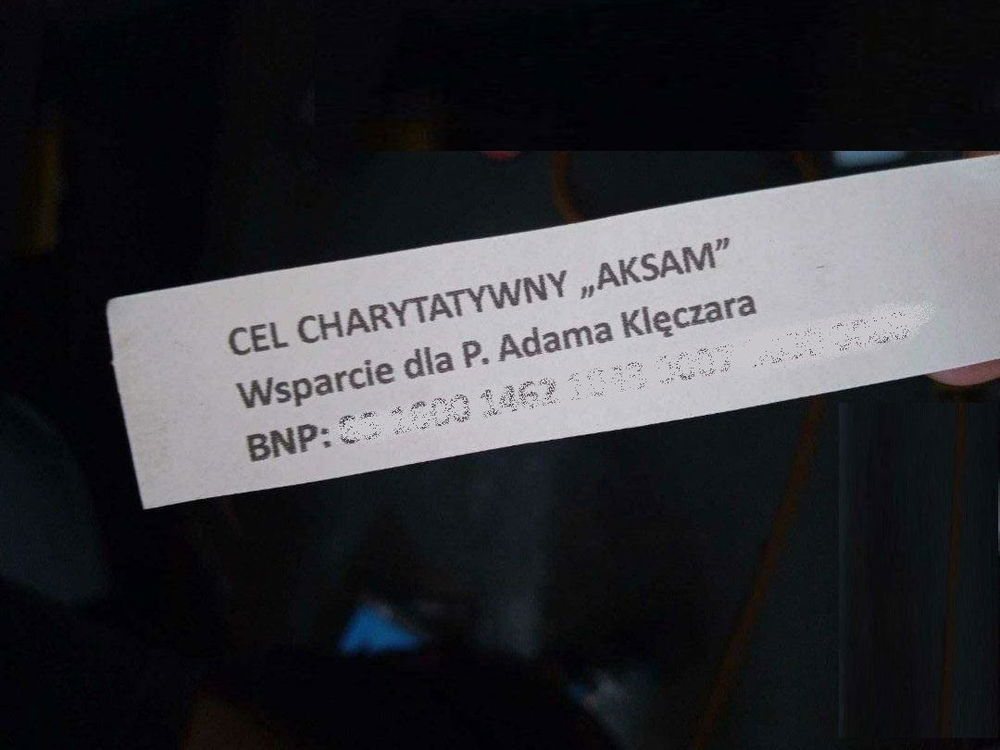 CEL CHARYTATYWNY „AKSAM”
Wsparcie dla P. Adama Klęczara
BNP: